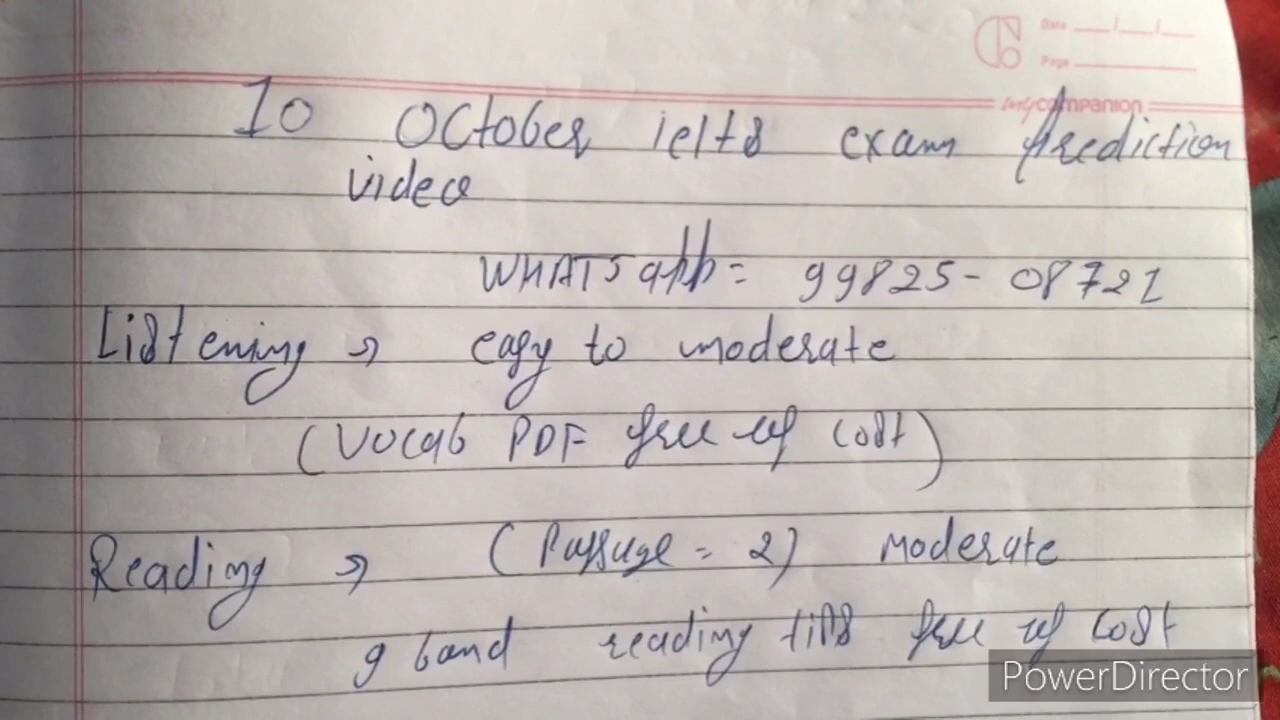 Date
Page
companion
10 October ielts exam prediction
video
WHATSapp = 99825-08721
Listening → easy to moderate
(Vocab PDF free of cost)
Reading → (Passage = 2) moderate
9 band reading tips free of cost
PowerDirector